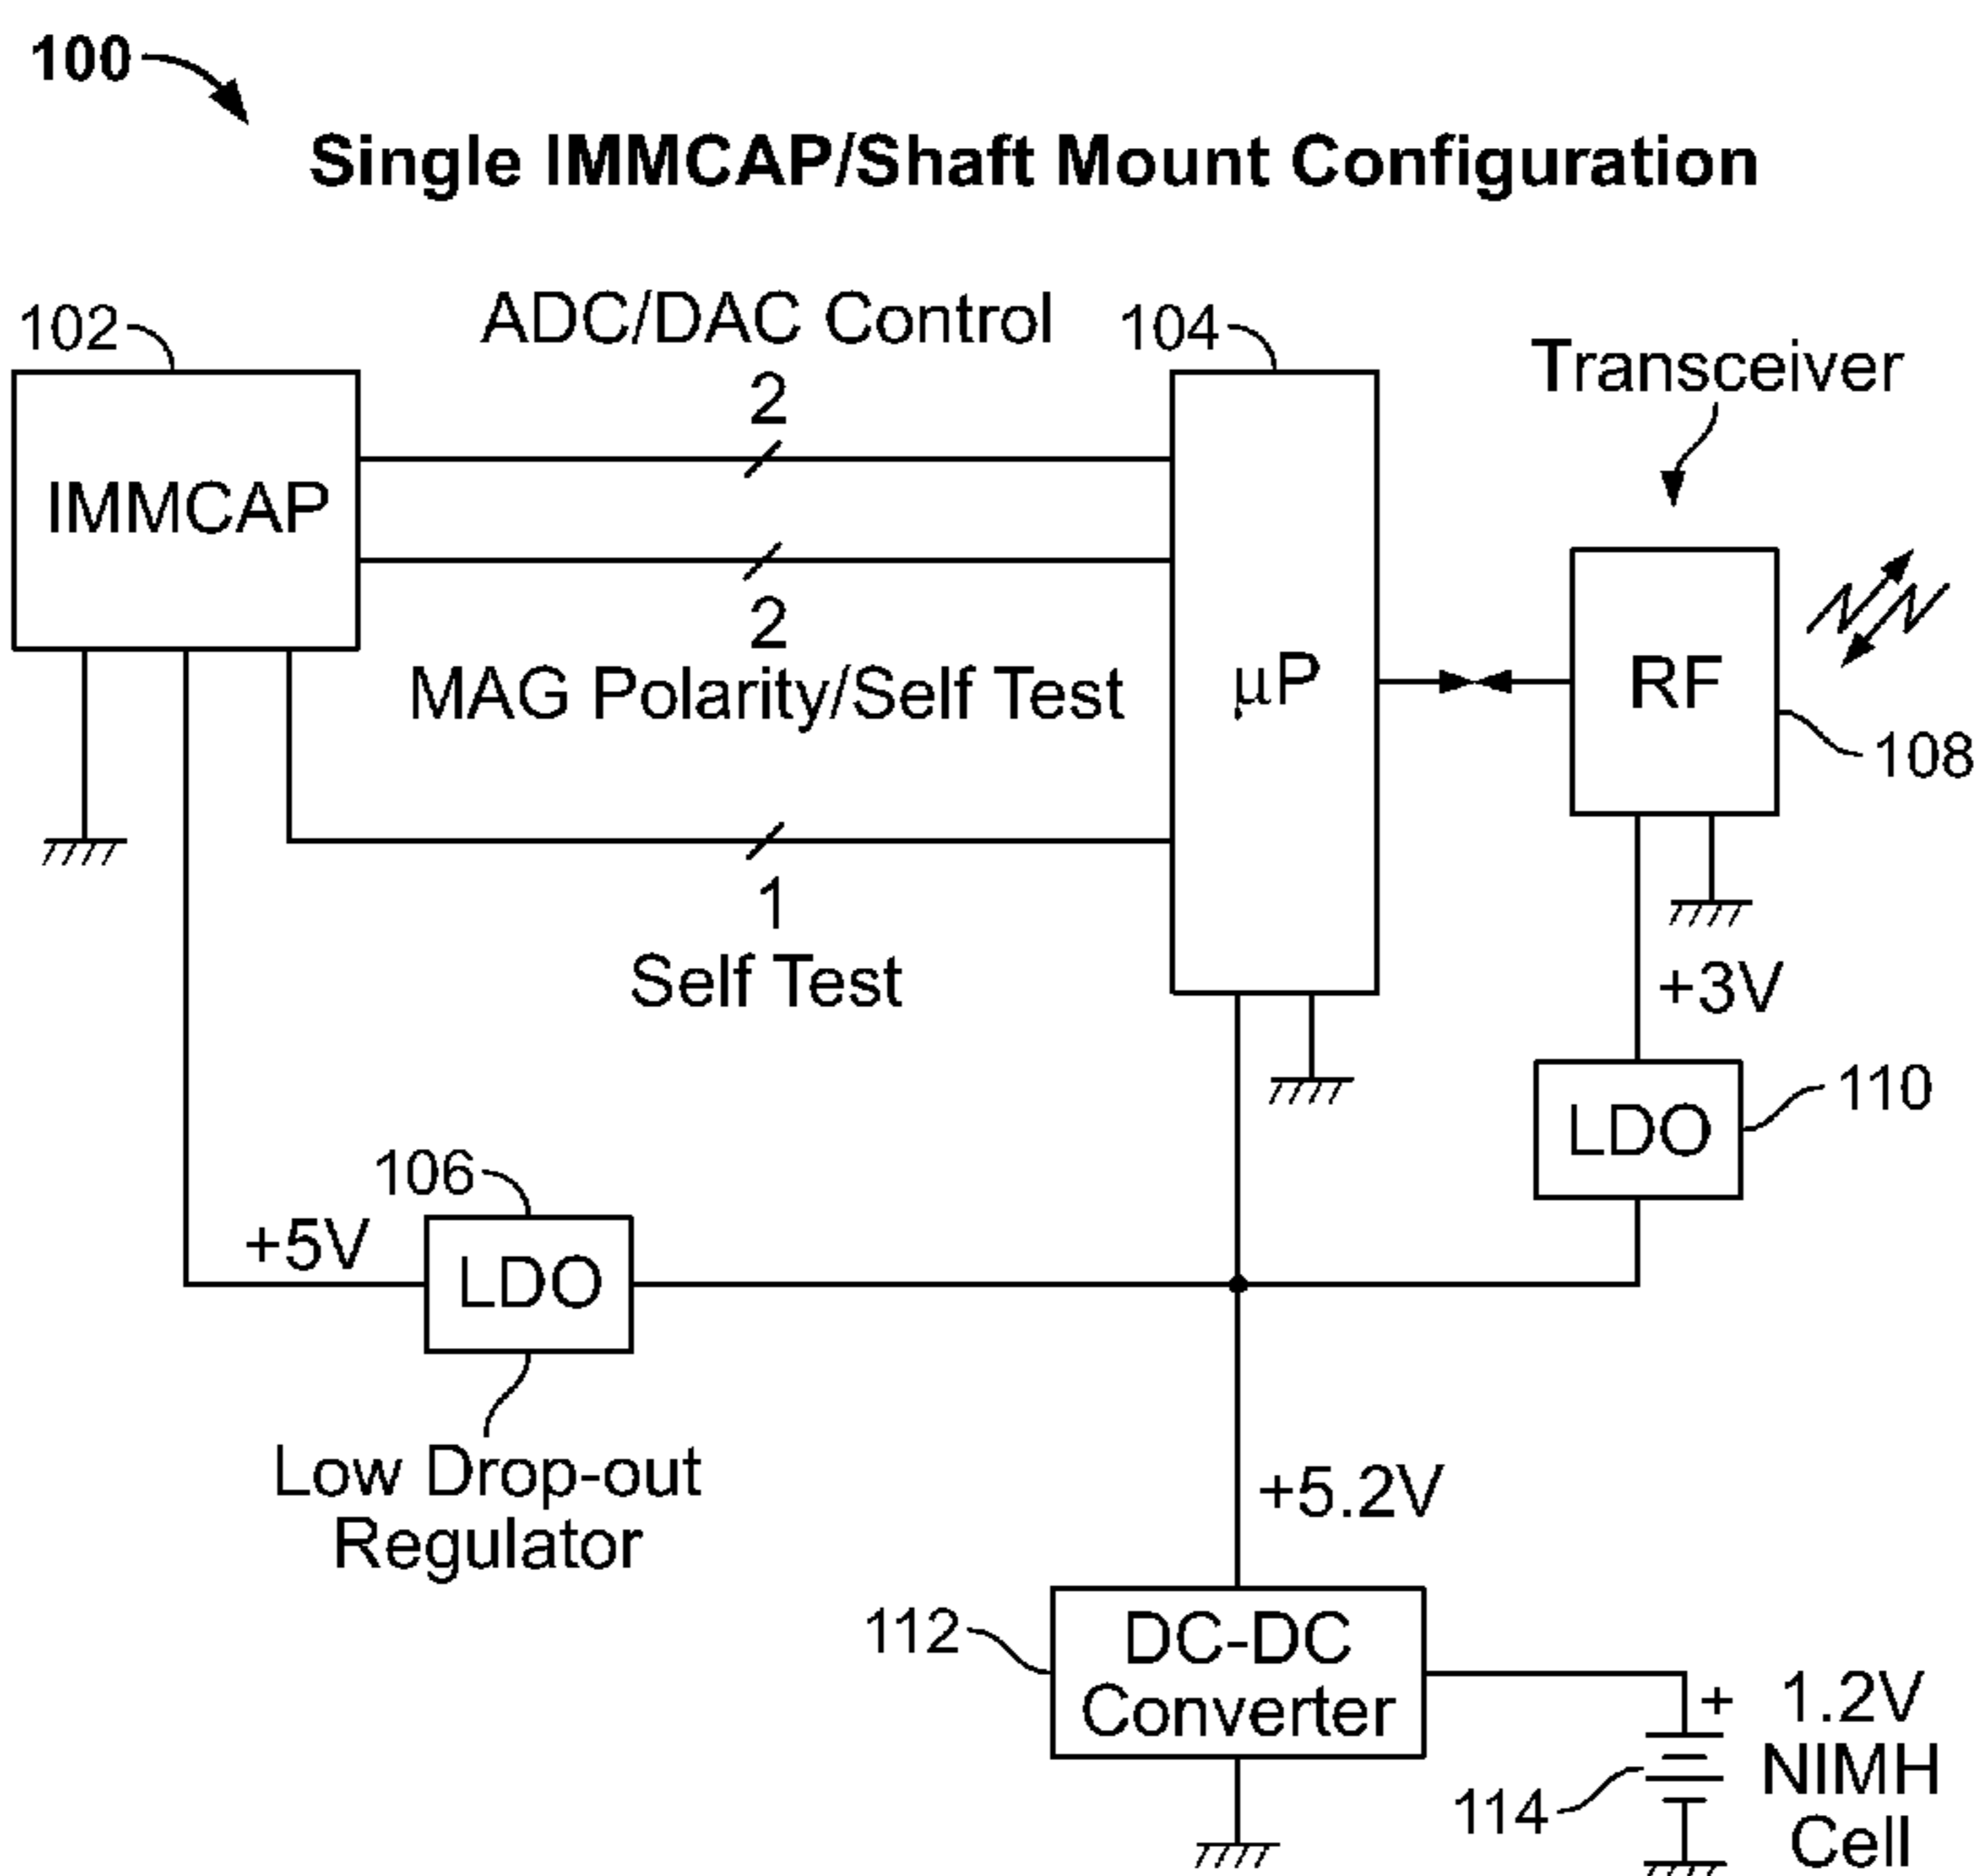 100
Single IMMCAP/Shaft Mount Configuration
102
ADC/DAC Control
104
Transceiver
2
IMMCAP
2
MAG Polarity/Self Test
μP
RF
108
1
Self Test
+3V
110
LDO
106
+5V
LDO
Low Drop-out
Regulator
+5.2V
112
DC-DC
Converter
+
1.2V
NIMH
Cell
114